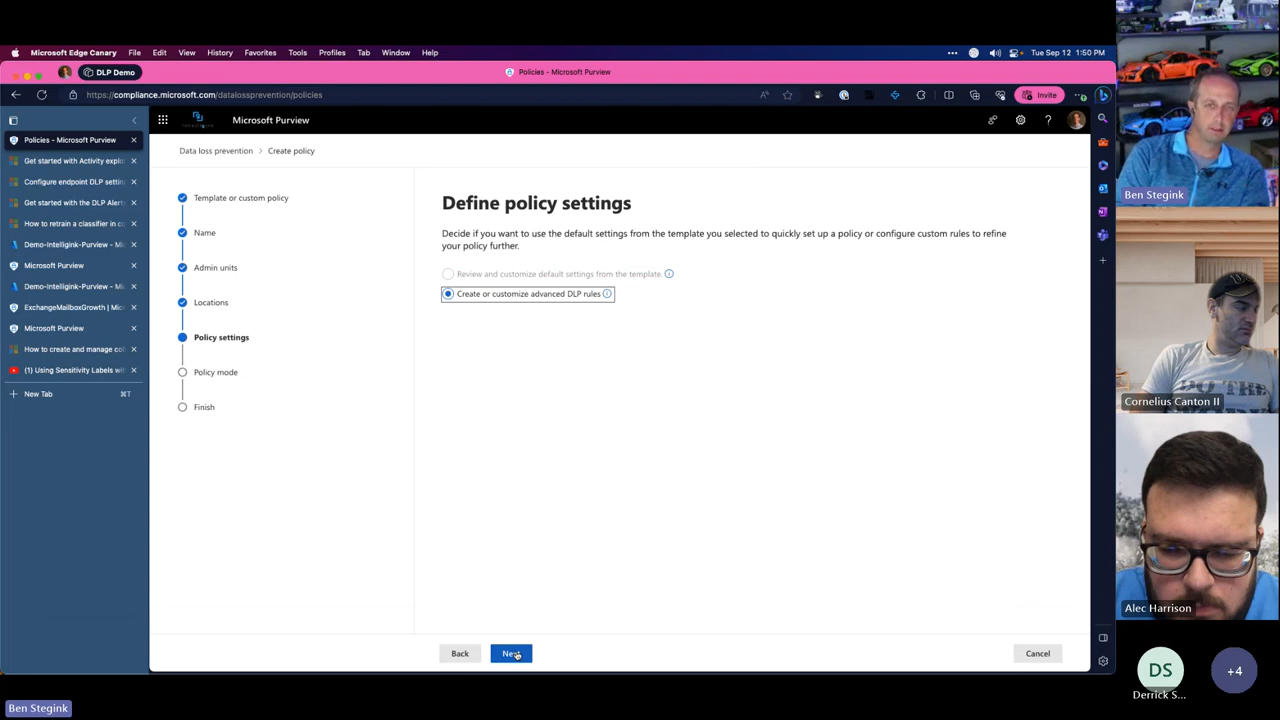 Microsoft Edge Canary File Edit View History Favorites Tools Profiles Tab Window Help
Tue Sep 12 1:50 PM
DLP Demo
Policies - Microsoft Purview
https://compliance.microsoft.com/datalossprevention/policies
Invite
Policies - Microsoft Purview
Get started with Activity explo
Configure endpoint DLP settin
Get started with the DLP Alert
How to retrain a classifier in co
Demo-Intelligink-Purview - Mic
Microsoft Purview
Demo-Intelligink-Purview - Mic
ExchangeMailboxGrowth | Mic
Microsoft Purview
How to create and manage col
(1) Using Sensitivity Labels with
New Tab ⌘T
Microsoft Purview
Data loss prevention > Create policy
Template or custom policy
Name
Admin units
Locations
Policy settings
Policy mode
Finish
Define policy settings
Decide if you want to use the default settings from the template you selected to quickly set up a policy or configure custom rules to refine
your policy further.
Review and customize default settings from the template.
Create or customize advanced DLP rules
Back
Next
Cancel
Ben Stegink
Cornelius Canton II
Alec Harrison
DS
Derrick S...
+4
Ben Stegink